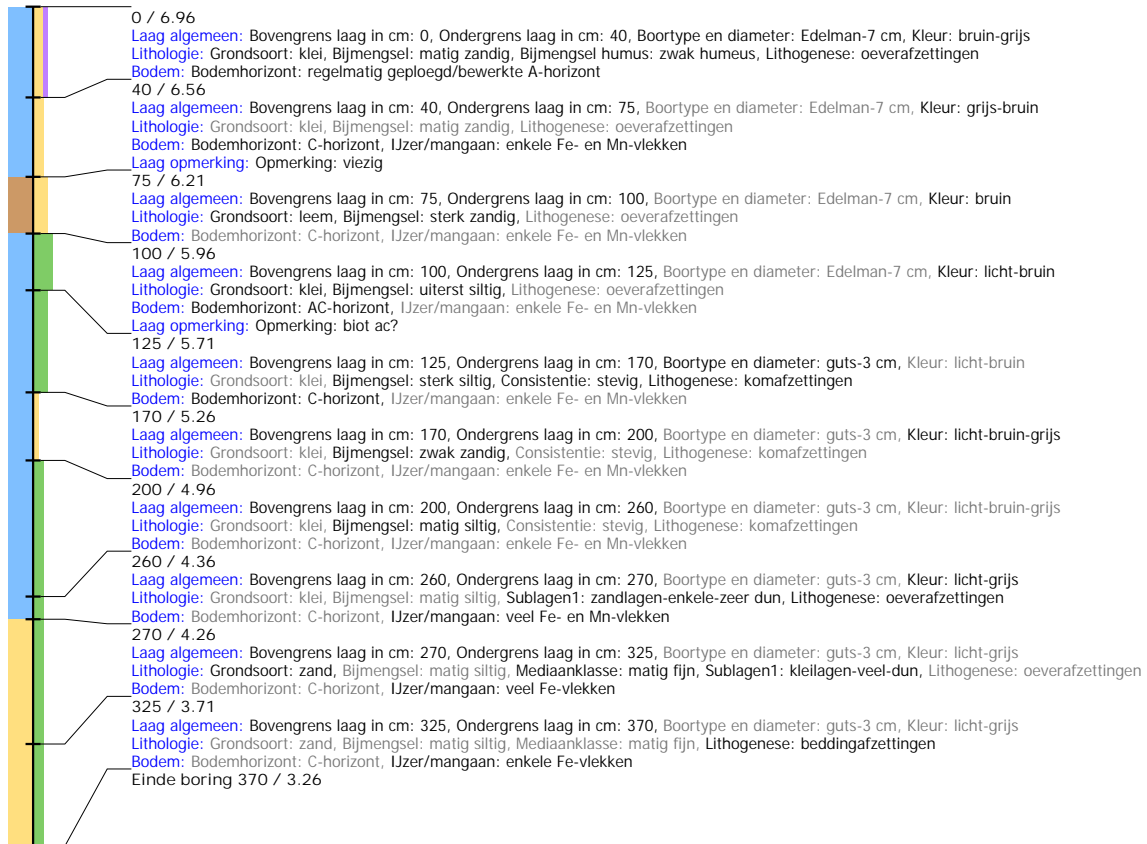 0 / 6.96
Laag algemeen: Bovengrens laag in cm: 0, Ondergrens laag in cm: 40, Boortype en diameter: Edelman-7 cm, Kleur: bruin-grijs
Lithologie: Grondsoort: klei, Bijmengsel: matig zandig, Bijmengsel humus: zwak humeus, Lithogenese: oeverafzettingen
Bodem: Bodemhorizont: regelmatig geploegd/bewerkte A-horizont
40 / 6.56
Laag algemeen: Bovengrens laag in cm: 40, Ondergrens laag in cm: 75, Boortype en diameter: Edelman-7 cm, Kleur: grijs-bruin
Lithologie: Grondsoort: klei, Bijmengsel: matig zandig, Lithogenese: oeverafzettingen
Bodem: Bodemhorizont: C-horizont, IJzer/mangaan: enkele Fe- en Mn-vlekken
Laag opmerking: Opmerking: viezig
75 / 6.21
Laag algemeen: Bovengrens laag in cm: 75, Ondergrens laag in cm: 100, Boortype en diameter: Edelman-7 cm, Kleur: bruin
Lithologie: Grondsoort: leem, Bijmengsel: sterk zandig, Lithogenese: oeverafzettingen
Bodem: Bodemhorizont: C-horizont, IJzer/mangaan: enkele Fe- en Mn-vlekken
100 / 5.96
Laag algemeen: Bovengrens laag in cm: 100, Ondergrens laag in cm: 125, Boortype en diameter: Edelman-7 cm, Kleur: licht-bruin
Lithologie: Grondsoort: klei, Bijmengsel: uiterst siltig, Lithogenese: oeverafzettingen
Bodem: Bodemhorizont: AC-horizont, IJzer/mangaan: enkele Fe- en Mn-vlekken
Laag opmerking: Opmerking: biot ac?
125 / 5.71
Laag algemeen: Bovengrens laag in cm: 125, Ondergrens laag in cm: 170, Boortype en diameter: guts-3 cm, Kleur: licht-bruin
Lithologie: Grondsoort: klei, Bijmengsel: sterk siltig, Consistentie: stevig, Lithogenese: komafzettingen
Bodem: Bodemhorizont: C-horizont, IJzer/mangaan: enkele Fe- en Mn-vlekken
170 / 5.26
Laag algemeen: Bovengrens laag in cm: 170, Ondergrens laag in cm: 200, Boortype en diameter: guts-3 cm, Kleur: licht-bruin-grijs
Lithologie: Grondsoort: klei, Bijmengsel: zwak zandig, Consistentie: stevig, Lithogenese: komafzettingen
Bodem: Bodemhorizont: C-horizont, IJzer/mangaan: enkele Fe- en Mn-vlekken
200 / 4.96
Laag algemeen: Bovengrens laag in cm: 200, Ondergrens laag in cm: 260, Boortype en diameter: guts-3 cm, Kleur: licht-bruin-grijs
Lithologie: Grondsoort: klei, Bijmengsel: matig siltig, Consistentie: stevig, Lithogenese: komafzettingen
Bodem: Bodemhorizont: C-horizont, IJzer/mangaan: enkele Fe- en Mn-vlekken
260 / 4.36
Laag algemeen: Bovengrens laag in cm: 260, Ondergrens laag in cm: 270, Boortype en diameter: guts-3 cm, Kleur: licht-grijs
Lithologie: Grondsoort: klei, Bijmengsel: matig siltig, Sublagen1: zandlagen-enkele-zeer dun, Lithogenese: oeverafzettingen
Bodem: Bodemhorizont: C-horizont, IJzer/mangaan: veel Fe- en Mn-vlekken
270 / 4.26
Laag algemeen: Bovengrens laag in cm: 270, Ondergrens laag in cm: 325, Boortype en diameter: guts-3 cm, Kleur: licht-grijs
Lithologie: Grondsoort: zand, Bijmengsel: matig siltig, Mediaanklasse: matig fijn, Sublagen1: kleilagen-veel-dun, Lithogenese: oeverafzettingen
Bodem: Bodemhorizont: C-horizont, IJzer/mangaan: veel Fe-vlekken
325 / 3.71
Laag algemeen: Bovengrens laag in cm: 325, Ondergrens laag in cm: 370, Boortype en diameter: guts-3 cm, Kleur: licht-grijs
Lithologie: Grondsoort: zand, Bijmengsel: matig siltig, Mediaanklasse: matig fijn, Lithogenese: beddingafzettingen
Bodem: Bodemhorizont: C-horizont, IJzer/mangaan: enkele Fe-vlekken
Einde boring 370 / 3.26